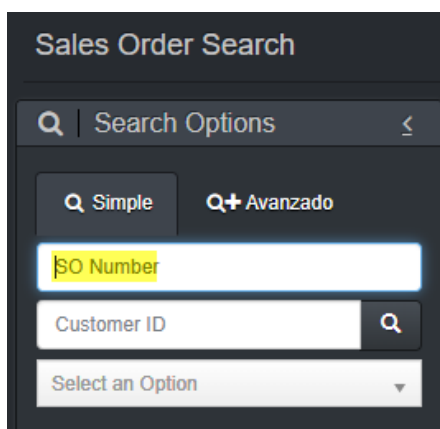 Sales Order Search
Search Options
Simple Avanzado
SO Number
Customer ID
Select an Option